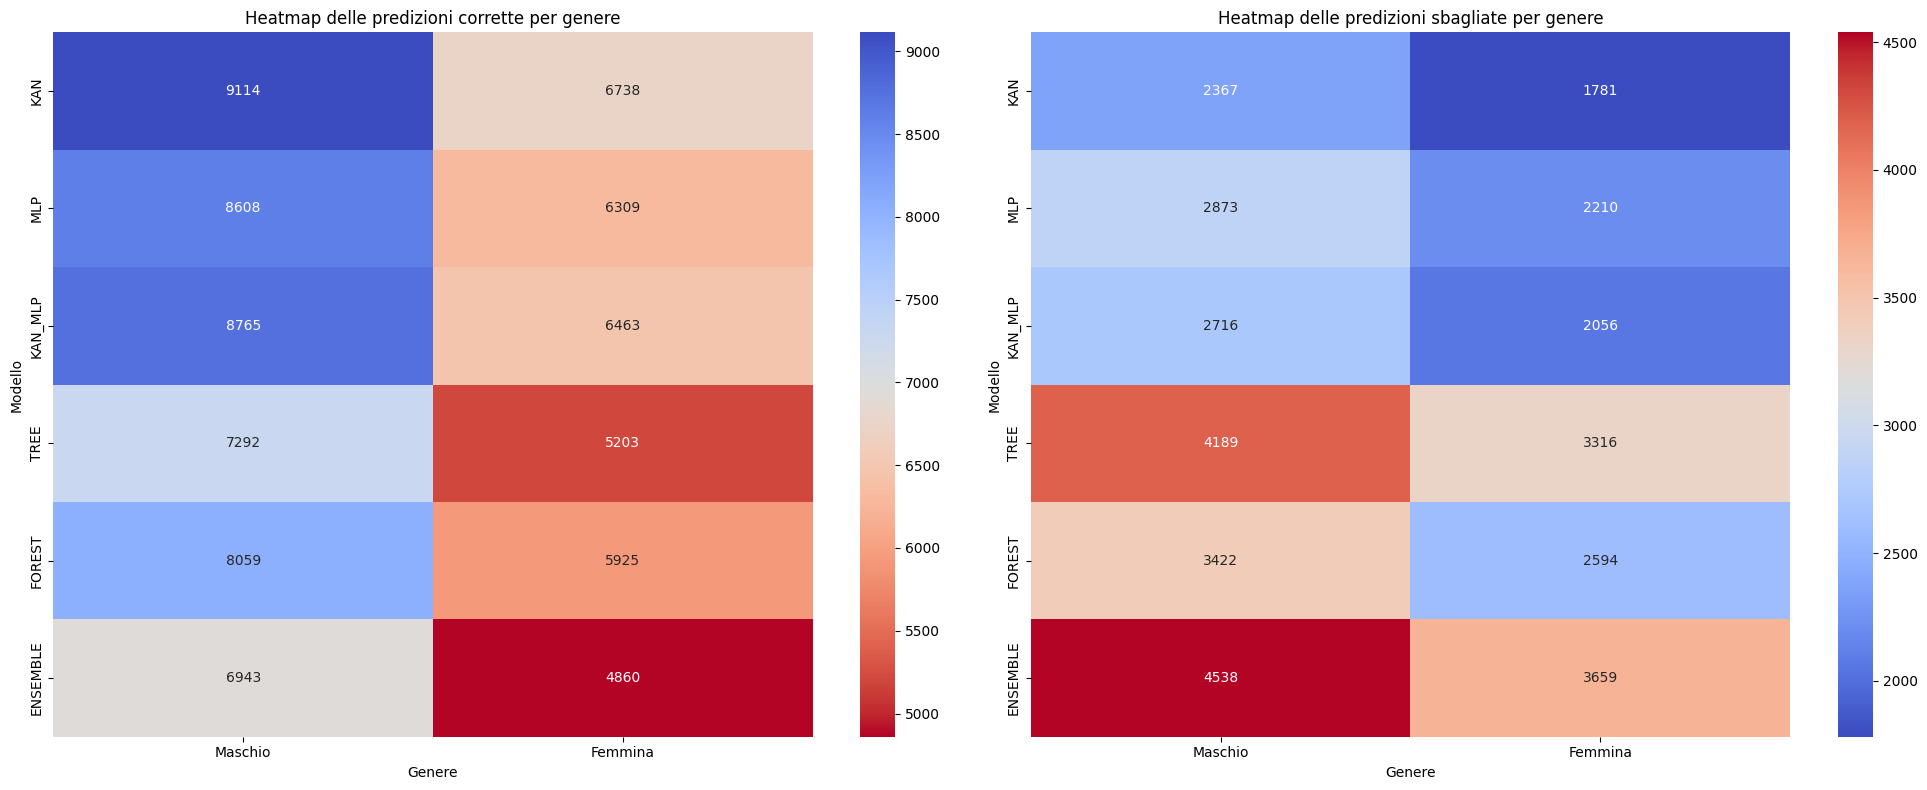 Heatmap delle predizioni corrette per genere
KAN
9114
6738
MLP
8608
6309
KAN_MLP
8765
6463
TREE
7292
5203
FOREST
8059
5925
ENSEMBLE
6943
4860
Modello
Maschio
Femmina
Genere
9000
8500
8000
7500
7000
6500
6000
5500
5000
Heatmap delle predizioni sbagliate per genere
KAN
2367
1781
MLP
2873
2210
KAN_MLP
2716
2056
TREE
4189
3316
FOREST
3422
2594
ENSEMBLE
4538
3659
Modello
Maschio
Femmina
Genere
4500
4000
3500
3000
2500
2000